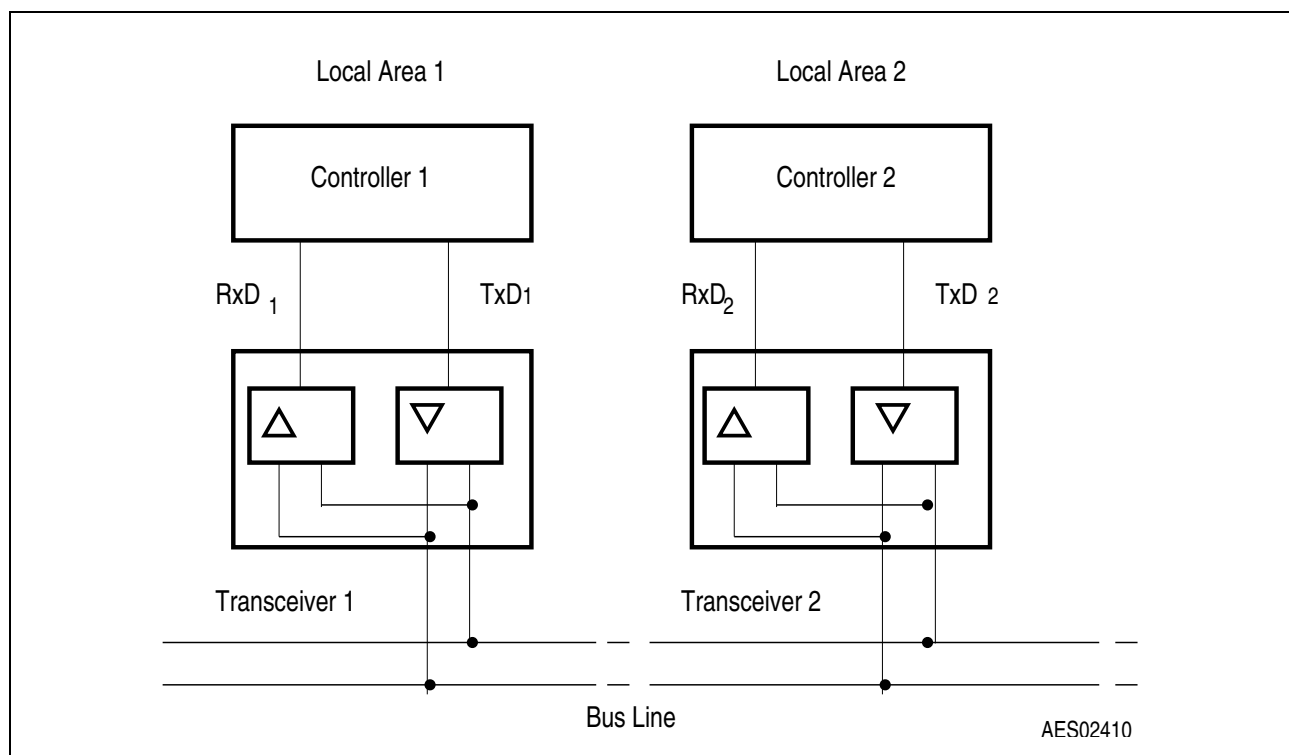 Local Area 1
Local Area 2
Controller 1
Controller 2
RxD 1
TxD1
RxD2
TxD 2
Transceiver 1
Transceiver 2
Bus Line
AES02410